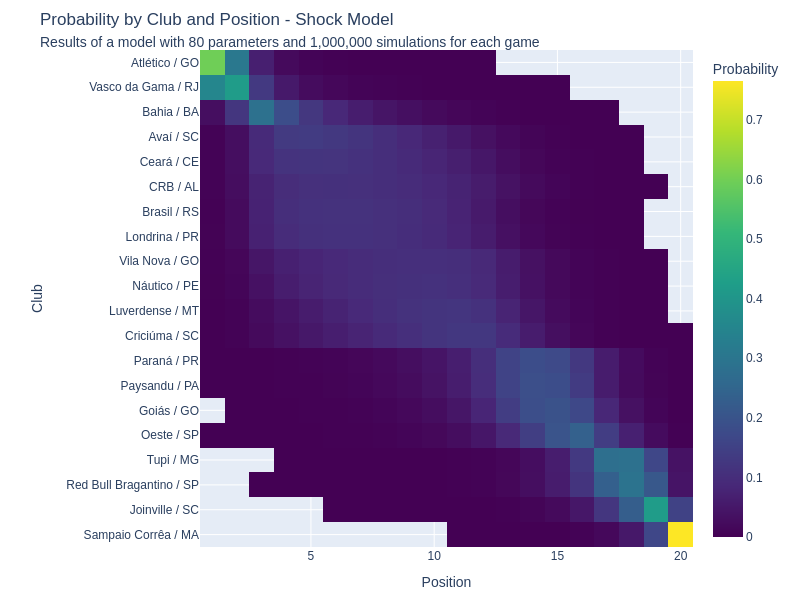 Probability by Club and Position - Shock Model
Results of a model with 80 parameters and 1,000,000 simulations for each game
Probability
Club
Atlético / GO
Vasco da Gama / RJ
Bahia / BA
Avaí / SC
Ceará / CE
CRB / AL
Brasil / RS
Londrina / PR
Vila Nova / GO
Náutico / PE
Luverdense / MT
Criciúma / SC
Paraná / PR
Paysandu / PA
Goiás / GO
Oeste / SP
Tupi / MG
Red Bull Bragantino / SP
Joinville / SC
Sampaio Corrêa / MA
0.7
0.6
0.5
0.4
0.3
0.2
0.1
0
5 10 15 20
Position